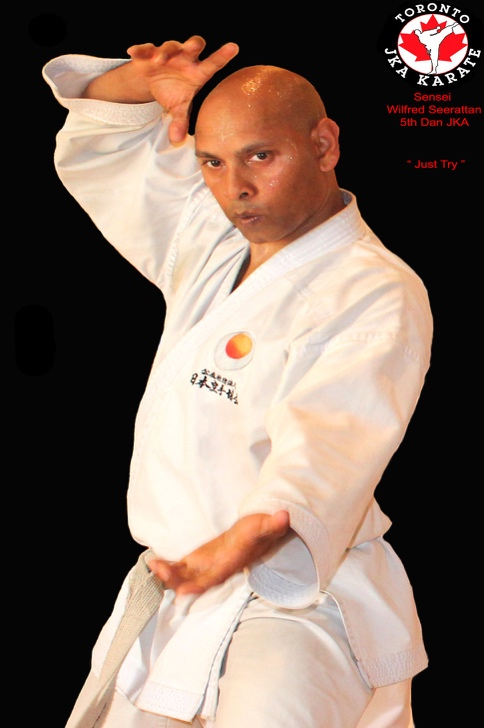 TORONTO
JKA KARATE
Sensei
Wilfred Seerattan
5th Dan JKA
“ Just Try ”
日本空手協会